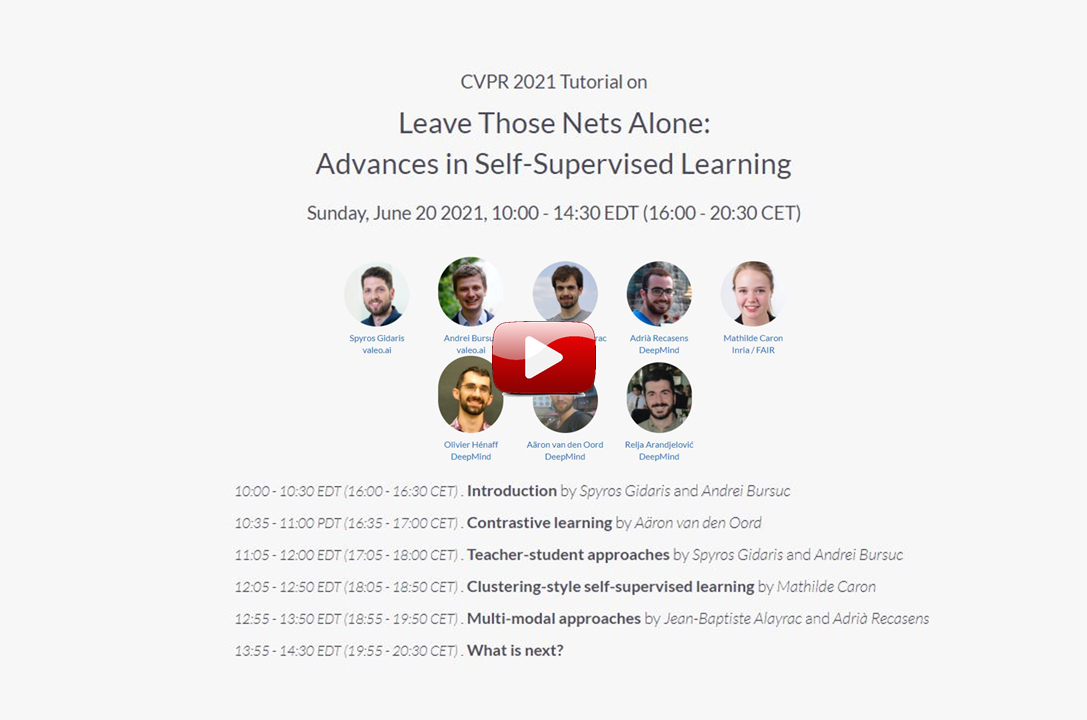 CVPR 2021 Tutorial on
Leave Those Nets Alone:
Advances in Self-Supervised Learning
Sunday, June 20 2021, 10:00 - 14:30 EDT (16:00 - 20:30 CET)
Spyros Gidaris
valeo.ai
Andrei
valeo.ai
Adrià Recasens
DeepMind
Mathilde Caron
Inria / FAIR
Olivier Hénaff
DeepMind
Aäron van den Oord
DeepMind
Relja Arandjelović
DeepMind
10:00 - 10:30 EDT (16:00 - 16:30 CET) . Introduction by Spyros Gidaris and Andrei Bursuc
10:35 - 11:00 PDT (16:35 - 17:00 CET) . Contrastive learning by Aäron van den Oord
11:05 - 12:00 EDT (17:05 - 18:00 CET) . Teacher-student approaches by Spyros Gidaris and Andrei Bursuc
12:05 - 12:50 EDT (18:05 - 18:50 CET) . Clustering-style self-supervised learning by Mathilde Caron
12:55 - 13:50 EDT (18:55 - 19:50 CET) . Multi-modal approaches by Jean-Baptiste Alayrac and Adrià Recasens
13:55 - 14:30 EDT (19:55 - 20:30 CET) . What is next?